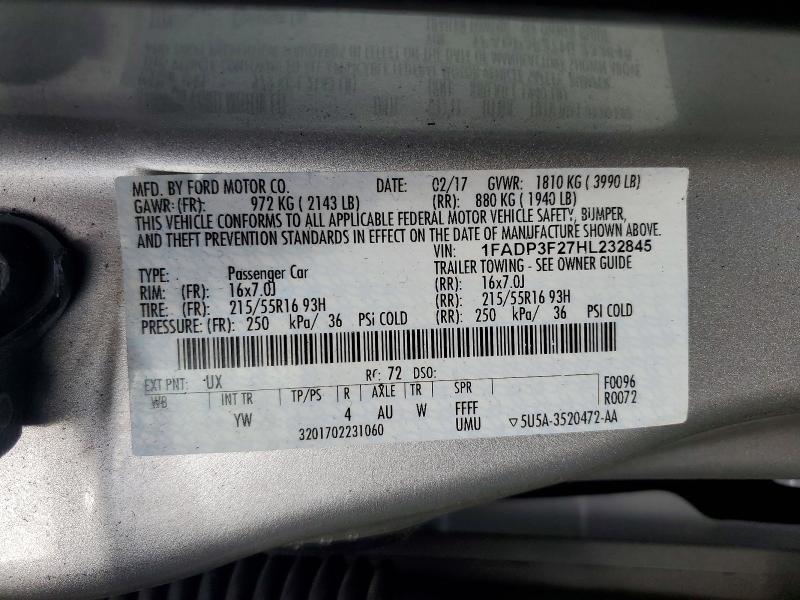 MFD. BY FORD MOTOR CO. DATE: 02/17 GVWR: 1810 KG ( 3990 LB)
GAWR: (FR): 972 KG ( 2143 LB) (RR): 880 KG ( 1940 LB)
THIS VEHICLE CONFORMS TO ALL APPLICABLE FEDERAL MOTOR VEHICLE SAFETY, BUMPER,
AND THEFT PREVENTION STANDARDS IN EFFECT ON THE DATE OF MANUFACTURE SHOWN ABOVE.
VIN: 1FADP3F27HL232845
TYPE: Passenger Car TRAILER TOWING - SEE OWNER GUIDE
RIM: (FR): 16x7.0J (RR): 16x7.0J
TIRE: (FR): 215/55R16 93H (RR): 215/55R16 93H
PRESSURE: (FR): 250 kPa/ 36 PSi COLD (RR): 250 kPa/ 36 PSi COLD
EXT PNT: UX RC: 72 DSO: F0096
WB INT TR TP/PS R AXLE TR SPR R0072
YW 4 AU W FFFF
3201702231060 UMU 5U5A-3520472-AA